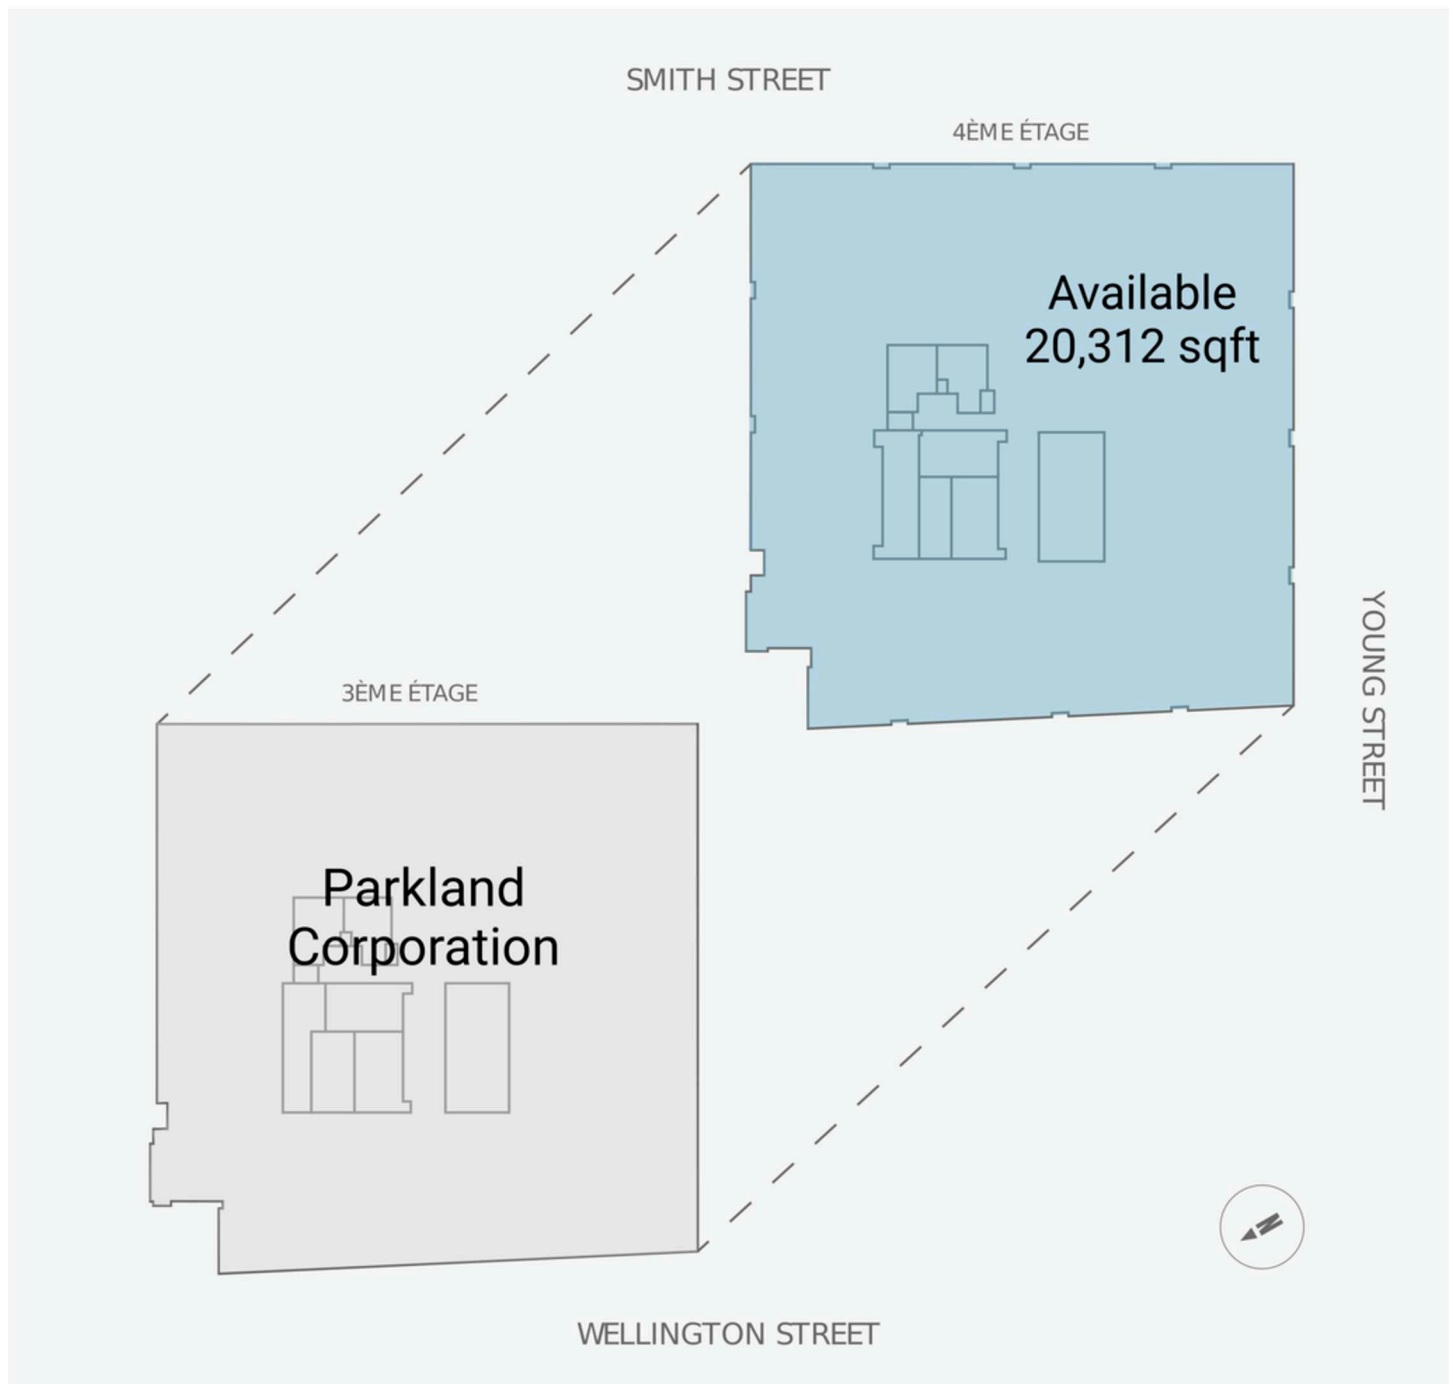 SMITH STREET
4ÈME ÉTAGE
Available
20,312 sqft
YOUNG STREET
3ÈME ÉTAGE
Parkland
Corporation
N
WELLINGTON STREET